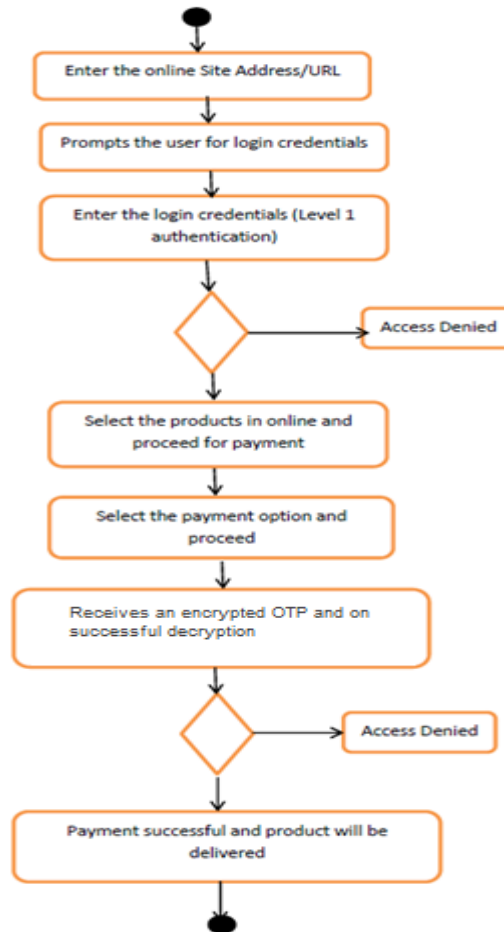 Enter the online Site Address/URL
Prompts the user for login credentials
Enter the login credentials (Level 1
authentication)
Access Denied
Select the products in online and
proceed for payment
Select the payment option and
proceed
Receives an encrypted OTP and on
successful decryption
Access Denied
Payment successful and product will be
delivered